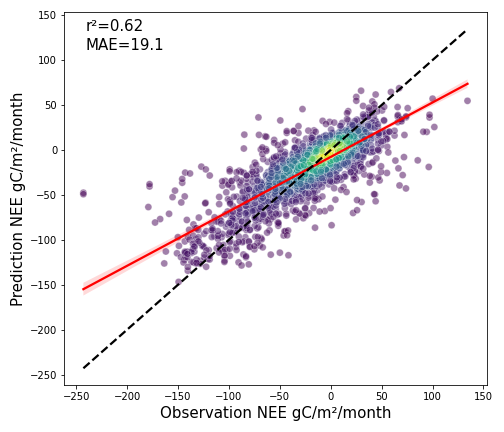 r²=0.62
MAE=19.1
150
100
50
0
−50
−100
−150
−200
−250
Prediction NEE gC/m²/month
−250 −200 −150 −100 −50 0 50 100 150
Observation NEE gC/m²/month